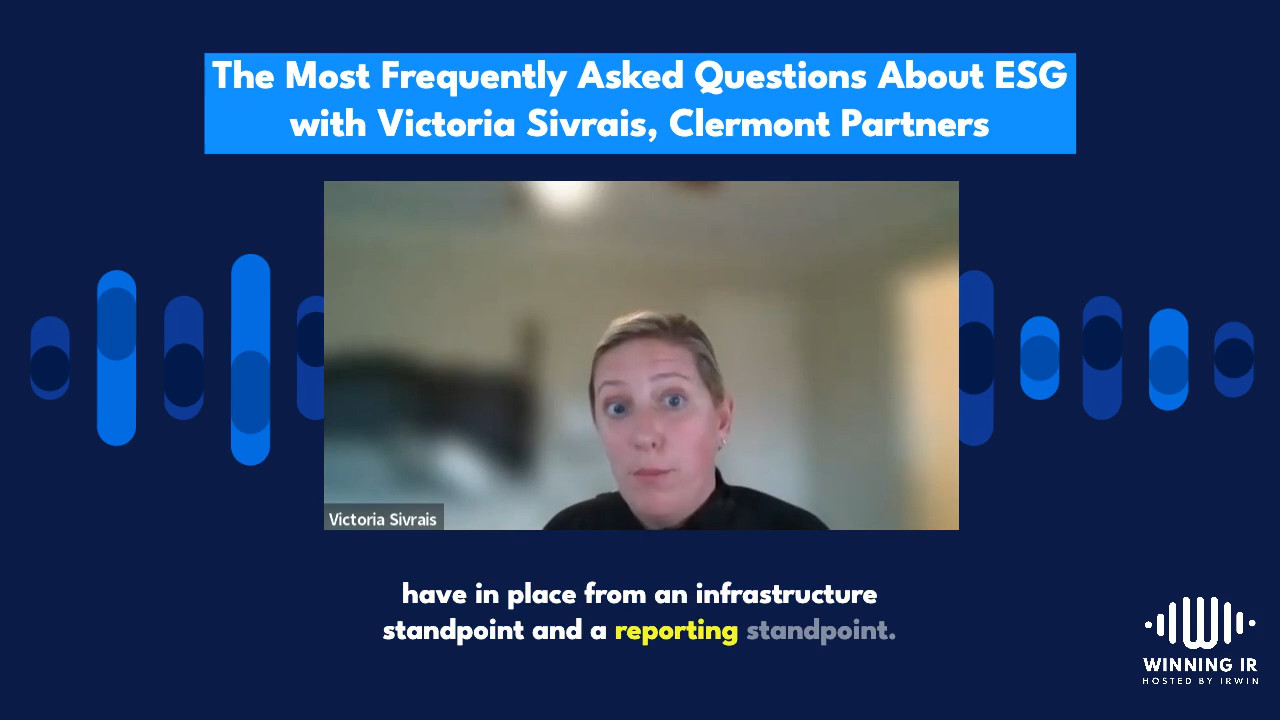 The Most Frequently Asked Questions About ESG
with Victoria Sivrais, Clermont Partners
Victoria Sivrais
have in place from an infrastructure
standpoint and a reporting standpoint.
WINNING IR
HOSTED BY IRWIN